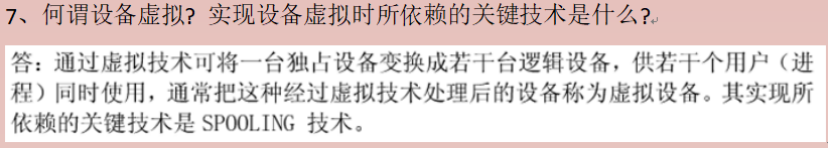 7、何谓设备虚拟？实现设备虚拟时所依赖的关键技术是什么?
答：通过虚拟技术可将一台独占设备变换成若干台逻辑设备，供若干个用户（进
程）同时使用，通常把这种经过虚拟技术处理后的设备称为虚拟设备。其实现所
依赖的关键技术是 SPOOLING 技术。